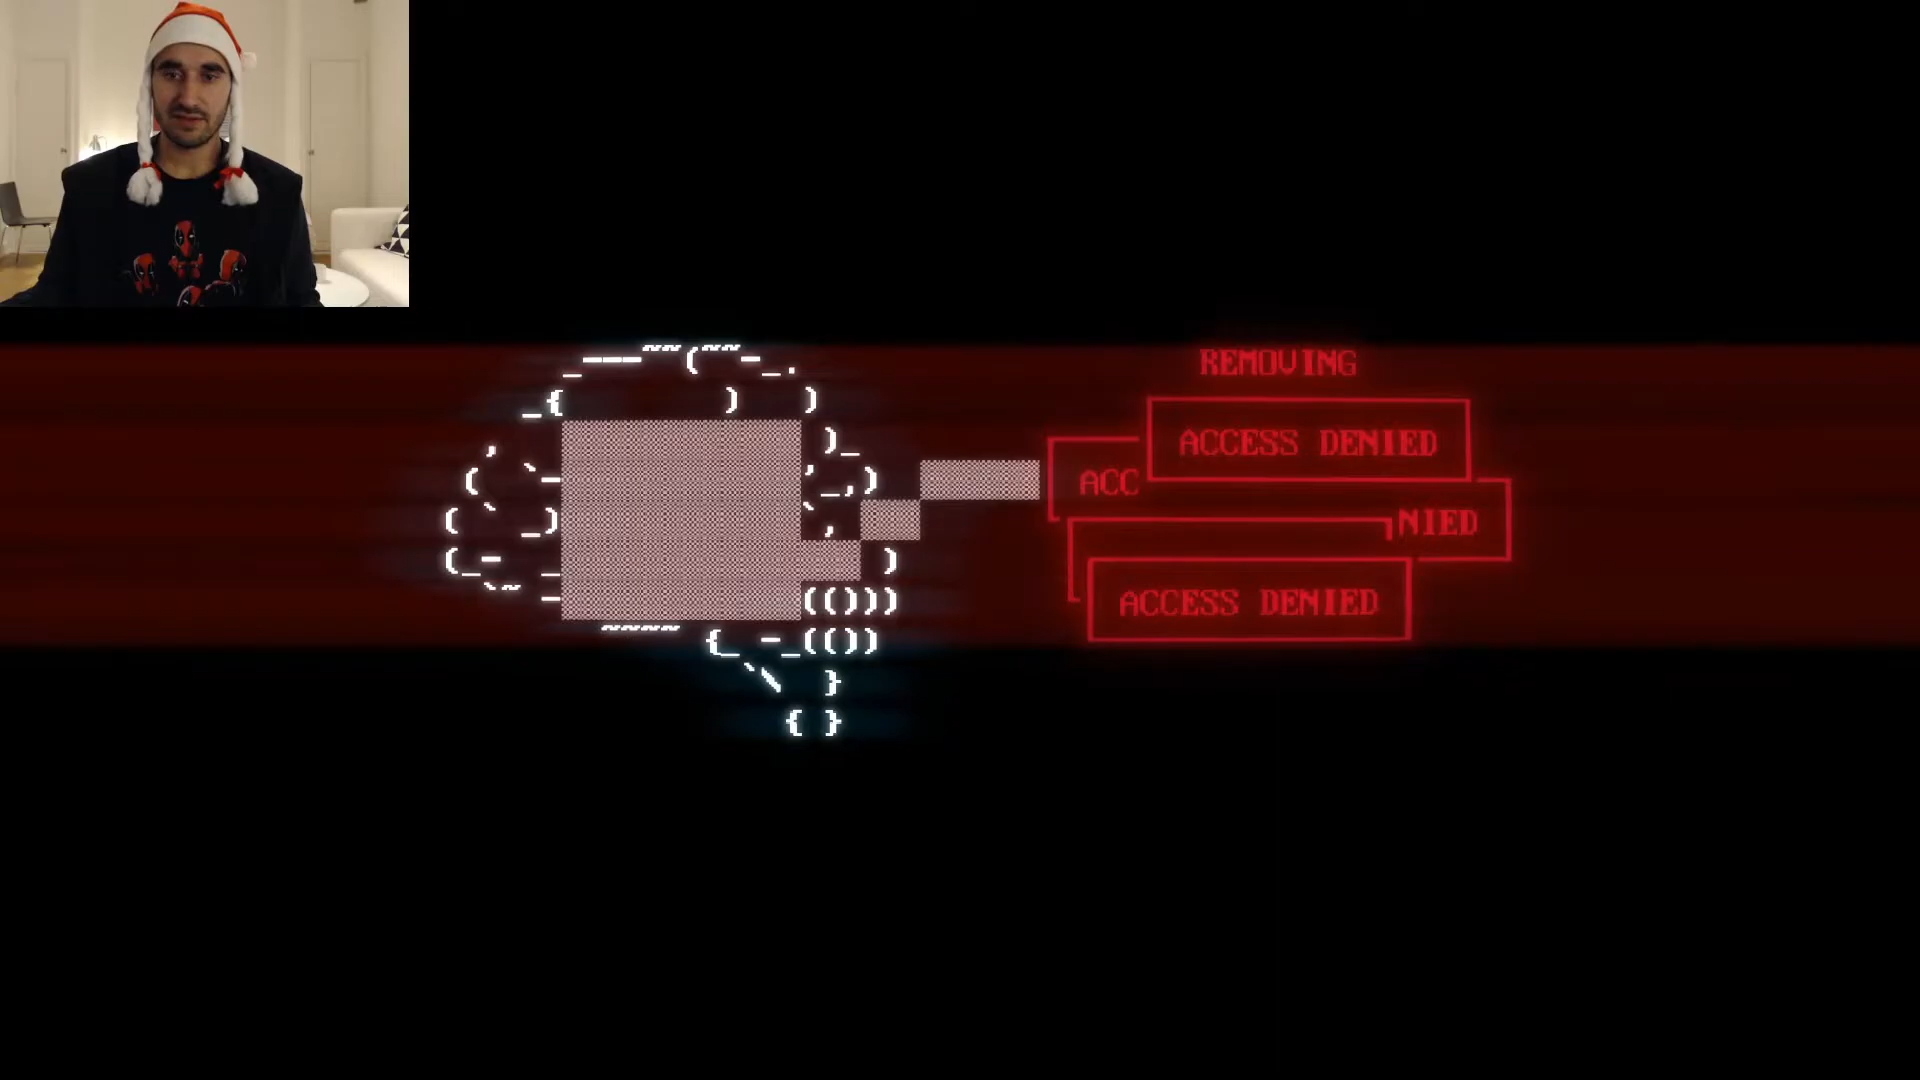 REMOVING
ACCESS DENIED
ACC
NIED
ACCESS DENIED